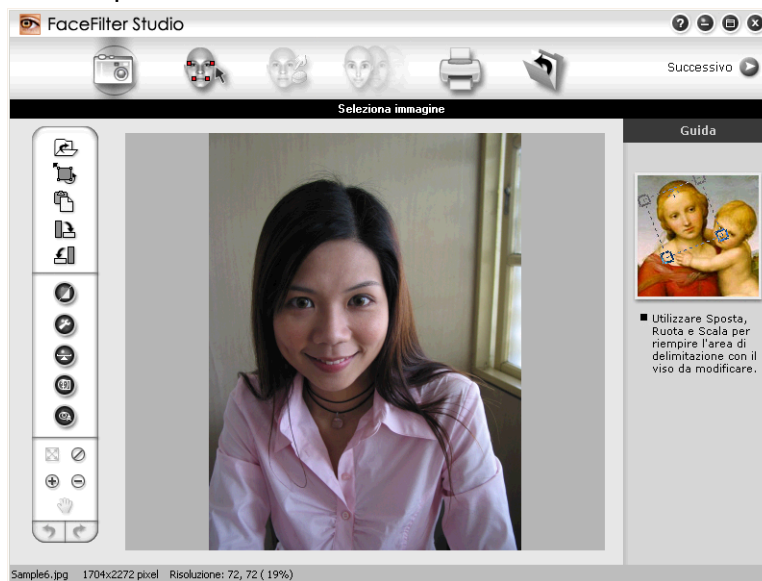 FaceFilter Studio
Successivo
Seleziona immagine
Guida
Utilizzare Sposta,
Ruota e Scala per
riempire l'area di
delimitazione con il
viso da modificare.
Sample6.jpg 1704x2272 pixel Risoluzione: 72, 72 ( 19%)